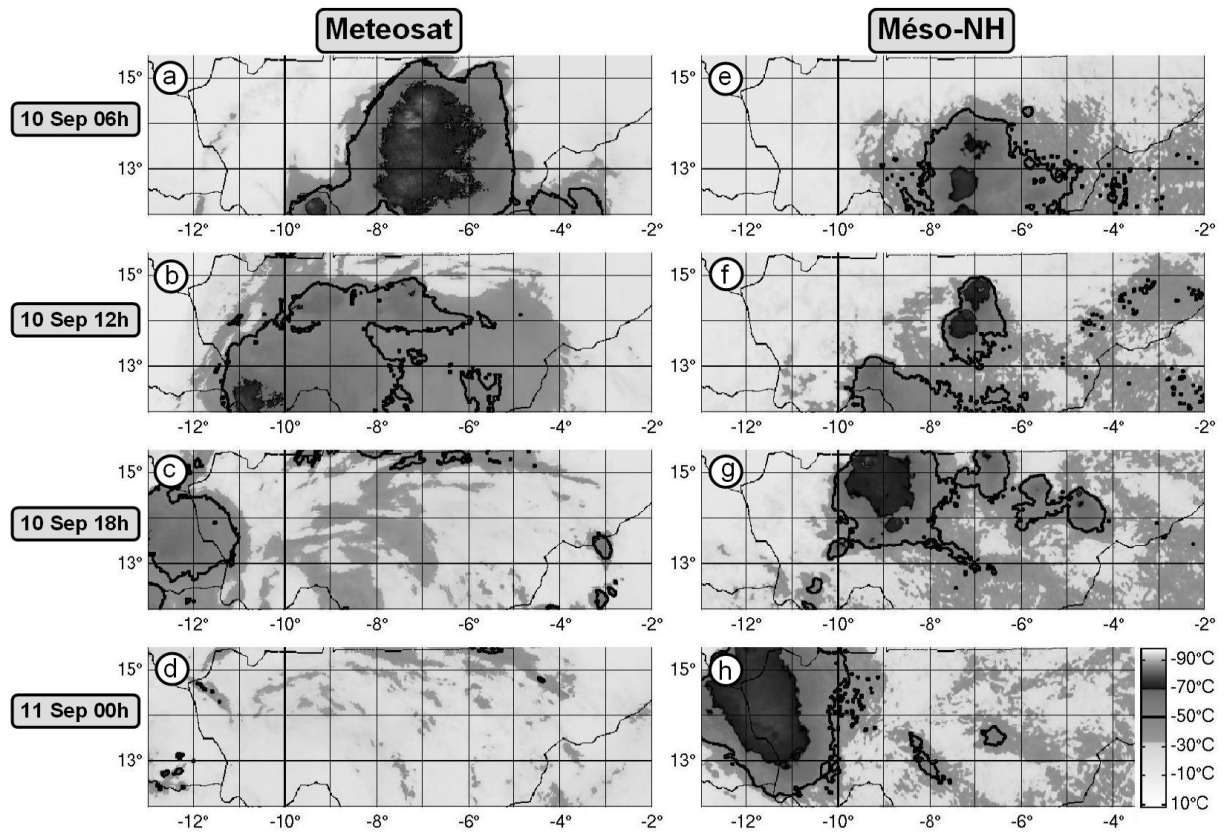 Meteosat
Méso-NH
10 Sep 06h
a
15°
13°
-12° -10° -8° -6° -4° -2°
e
15°
13°
-12° -10° -8° -6° -4° -2°
10 Sep 12h
b
15°
13°
-12° -10° -8° -6° -4° -2°
f
15°
13°
-12° -10° -8° -6° -4° -2°
10 Sep 18h
c
15°
13°
-12° -10° -8° -6° -4° -2°
g
15°
13°
-12° -10° -8° -6° -4° -2°
11 Sep 00h
d
15°
13°
-12° -10° -8° -6° -4° -2°
h
15°
13°
-12° -10° -8° -6° -4°
-90°C
-70°C
-50°C
-30°C
-10°C
10°C